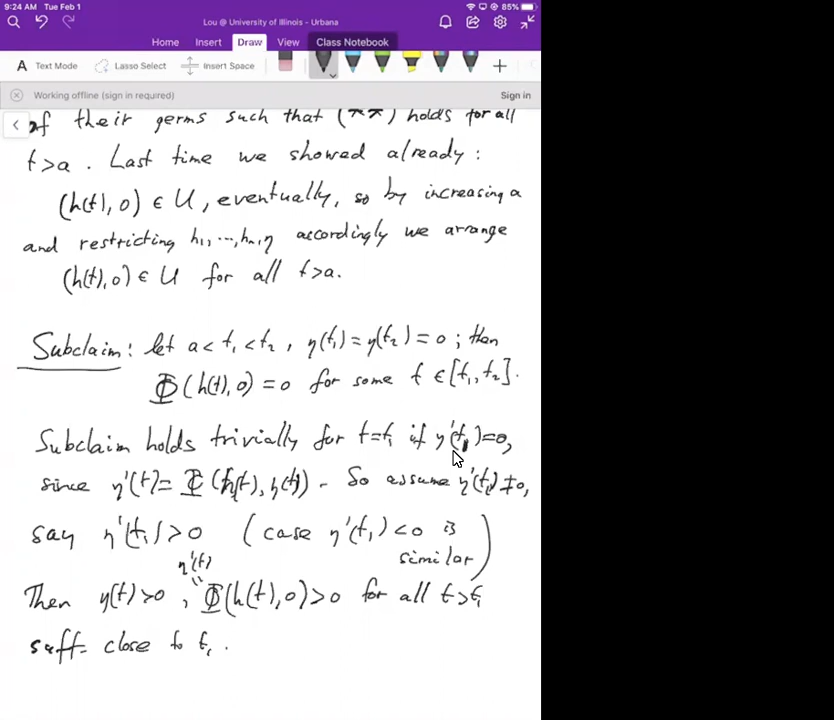 9:24 AM Tue Feb 1
85%
Lou @ University of Illinois - Urbana
Home Insert Draw View Class Notebook
Text Mode Lasso Select Insert Space
Working offline (sign in required) Sign in
of their germs such that (**) holds for all
t>a. Last time we showed already:
(h(t), 0) ∈ U, eventually, so by increasing a
and restricting h₁, ..., hₙ, η accordingly we arrange
(h(t), 0) ∈ U for all t>a.
Subclaim: let a < t₁ < t₂, η(t₁) = η(t₂) = 0; then
Φ(h(t), 0) = 0 for some t ∈ [t₁, t₂].
Subclaim holds trivially for t=t₁ if η'(t₁)=0,
since η'(t) = Φ(h(t), η(t)). So assume η'(t₁) ≠ 0,
say η'(t₁) > 0 (case η'(t₁) < 0 is
similar)
η'(t)
"
Then η(t) > 0, Φ(h(t), 0) > 0 for all t > t₁
suff. close to t₁.